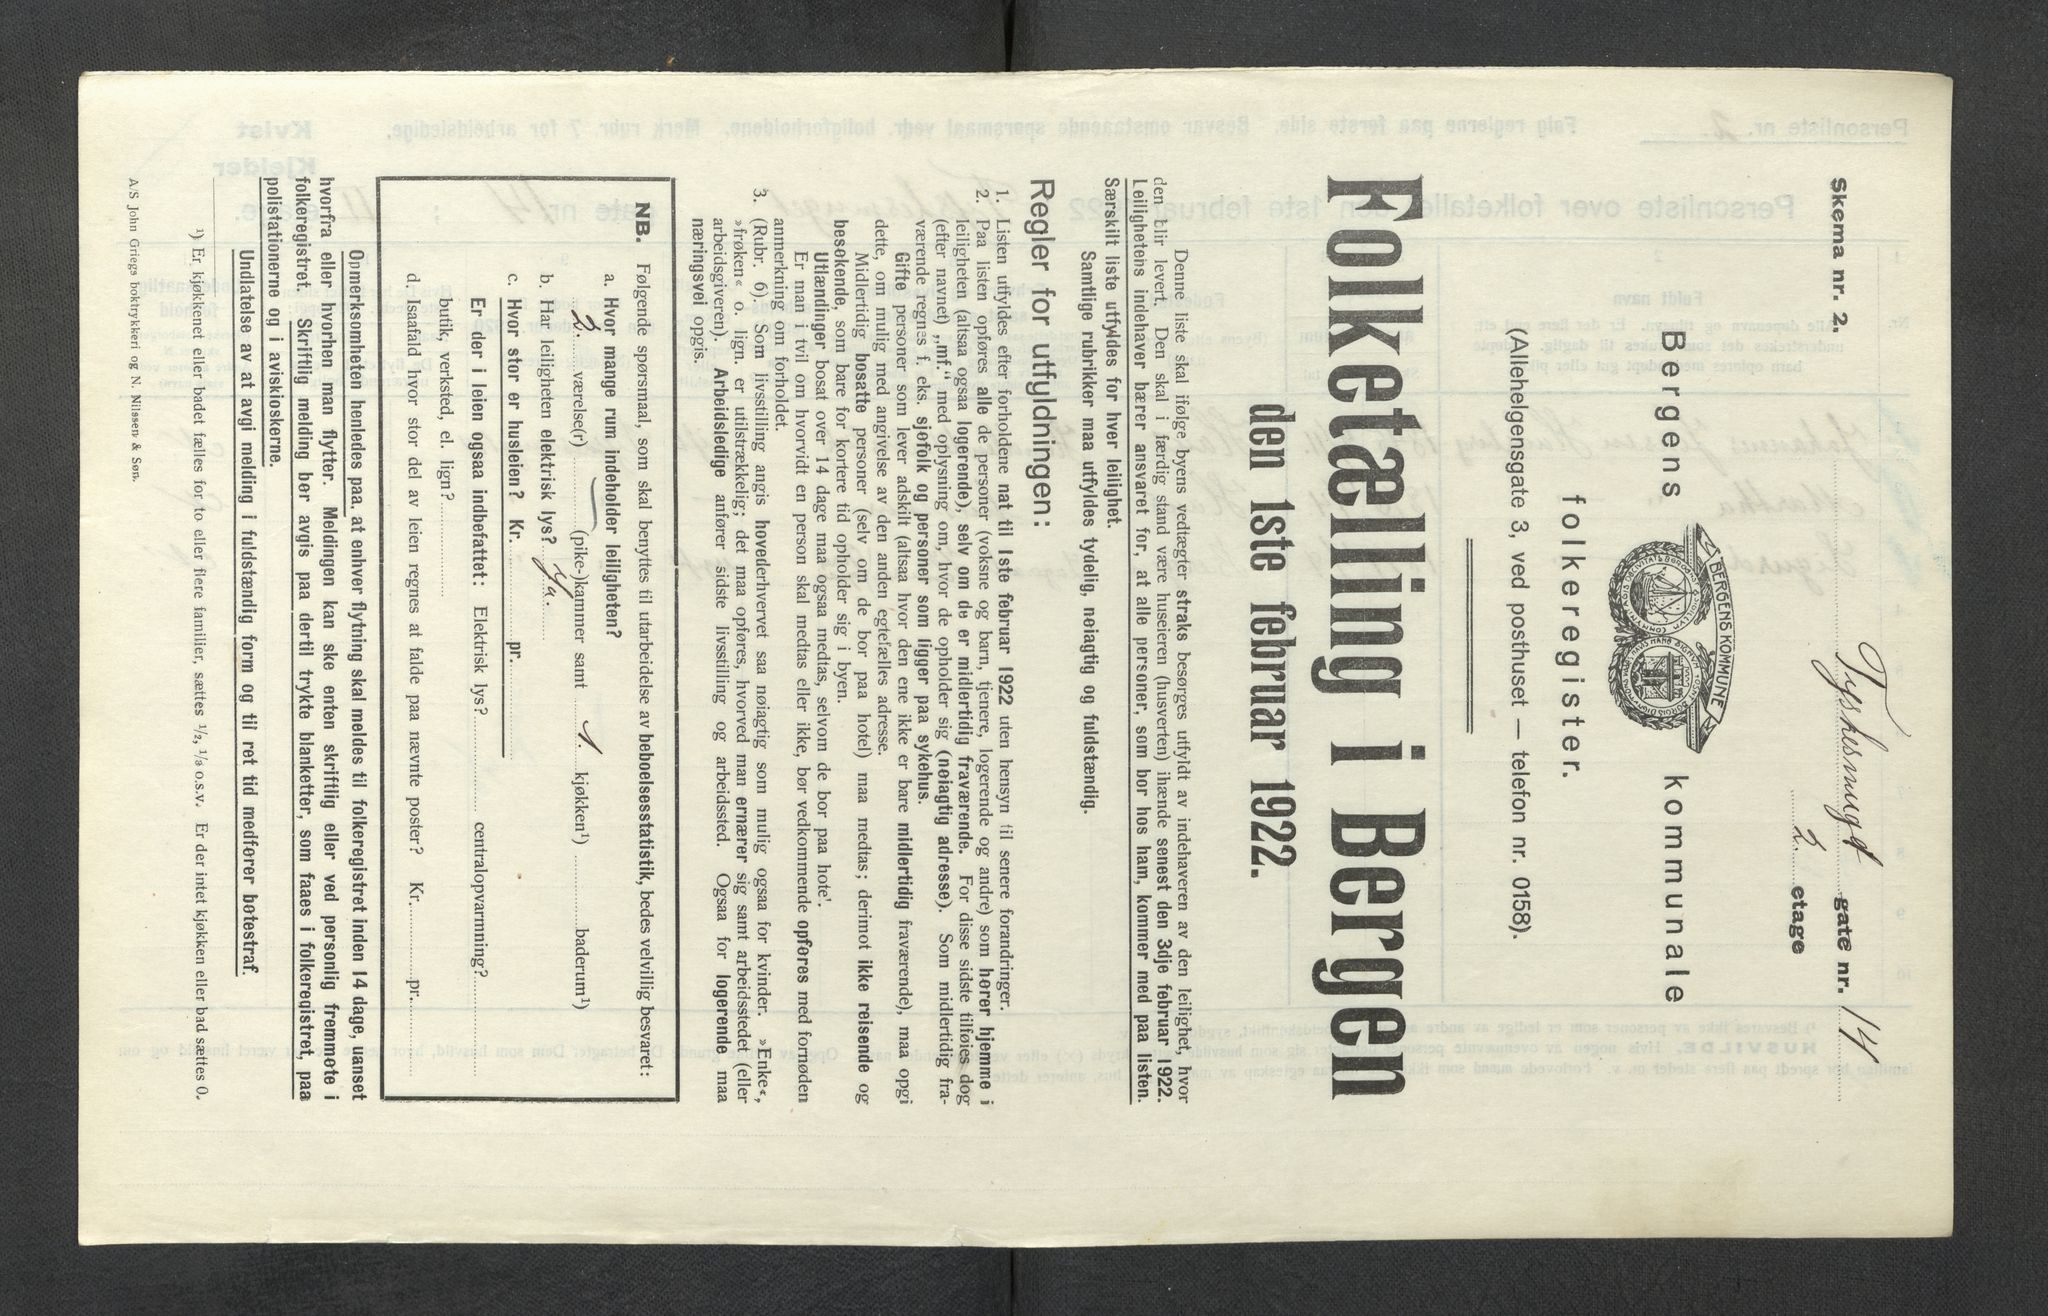 Skema nr. 2.
Tyskesmuget gate nr. 14
2. etage
Bergens kommunale
BERGENS KOMMUNE
folkeregister.
(Allehelgensgate 3, ved posthuset — telefon nr. 0158).
Folketælling i Bergen
den 1ste februar 1922.
Denne liste skal ifølge byens vedtægter straks besørges utfyldt av indehaveren av den leilighet, hvor
den blir levert. Den skal i færdig stand være huseieren (husverten) ihænde senest den 3dje februar 1922.
Leilighetens indehaver bærer ansvaret for, at alle personer, som bor hos ham, kommer med paa listen.
Særskilt liste utfyldes for hver leilighet.
Samtlige rubrikker maa utfyldes tydelig, nøiagtig og fuldstændig.
Regler for utfyldningen:
1. Listen utfyldes efter forholdene nat til 1ste februar 1922 uten hensyn til senere forandringer.
2. Paa listen opføres alle de personer (voksne og barn, tjenere, logerende og andre) som hører hjemme i
leiligheten (altsaa ogsaa logerende), selv om de er midlertidig fraværende. For disse sidste tilføies dog
(efter navnet) „mf.“ med oplysning om, hvor de opholder sig (nøiagtig adresse). Som midlertidig fra-
værende regnes f. eks. sjøfolk og personer som ligger paa sykehus.
Gifte personer som lever adskilt (altsaa hvor den ene ikke er bare midlertidig fraværende), maa opgi
dette, om mulig med angivelse av den anden egtefælles adresse.
Midlertidig bosatte personer (selv om de bor paa hotel) maa medtas; derimot ikke reisende og
besøkende, som bare for kortere tid opholder sig i byen.
Utlændinger bosat over 14 dage maa ogsaa medtas, selvom de bor paa hotel.
Er man i tvil om hvorvidt en person skal medtas eller ikke, bør vedkommende opføres med fornøden
anmerkning om forholdet.
3. (Rubr. 6). Som livsstilling angis hovederhvervet saa nøiagtig som mulig ogsaa for kvinder. »Enke«,
»frøken« o. lign. er utilstrækkelig; det maa opføres, hvorved man ernærer sig samt arbeidsstedet (eller
arbeidsgiveren). Arbeidsledige anfører sidste livsstilling og arbeidssted. Ogsaa for logerende maa
næringsvei opgis.
NB. Følgende spørsmaal, som skal benyttes til utarbeidelse av beboelsesstatistik, bedes velvillig besvaret:
a. Hvor mange rum indeholder leiligheten?
2. værelse(r) — (pike-)kammer samt 1. kjøkken¹) baderum¹)
b. Har leiligheten elektrisk lys? Ja.
c. Hvor stor er husleien? Kr. pr.
Er der i leien ogsaa indbefattet: Elektrisk lys? centralopvarmning?
butik, verksted, el. lign?
d. Isaafald hvor stor del av leien regnes at falde paa nævnte poster? Kr. pr.
Opmerksomheten henledes paa, at enhver flytning skal meldes til folkeregistret inden 14 dage, uanset
hvorfra eller hvorhen man flytter. Meldingen kan ske enten skriftlig eller ved personlig fremmøte i
folkeregistret. Skriftlig melding bør avgis paa dertil trykte blanketter, som faaes i folkeregistret, paa
polistationerne og i aviskioskerne.
Undlatelse av at avgi melding i fuldstændig form og til ret tid medfører bøtestraf.
¹) Er kjøkkenet eller badet fælles for to eller flere familier, sættes ½, ⅓ o.s.v. Er der intet kjøkken eller bad sættes 0.
A/S John Griegs boktrykkeri og N. Nilssen & Søn.